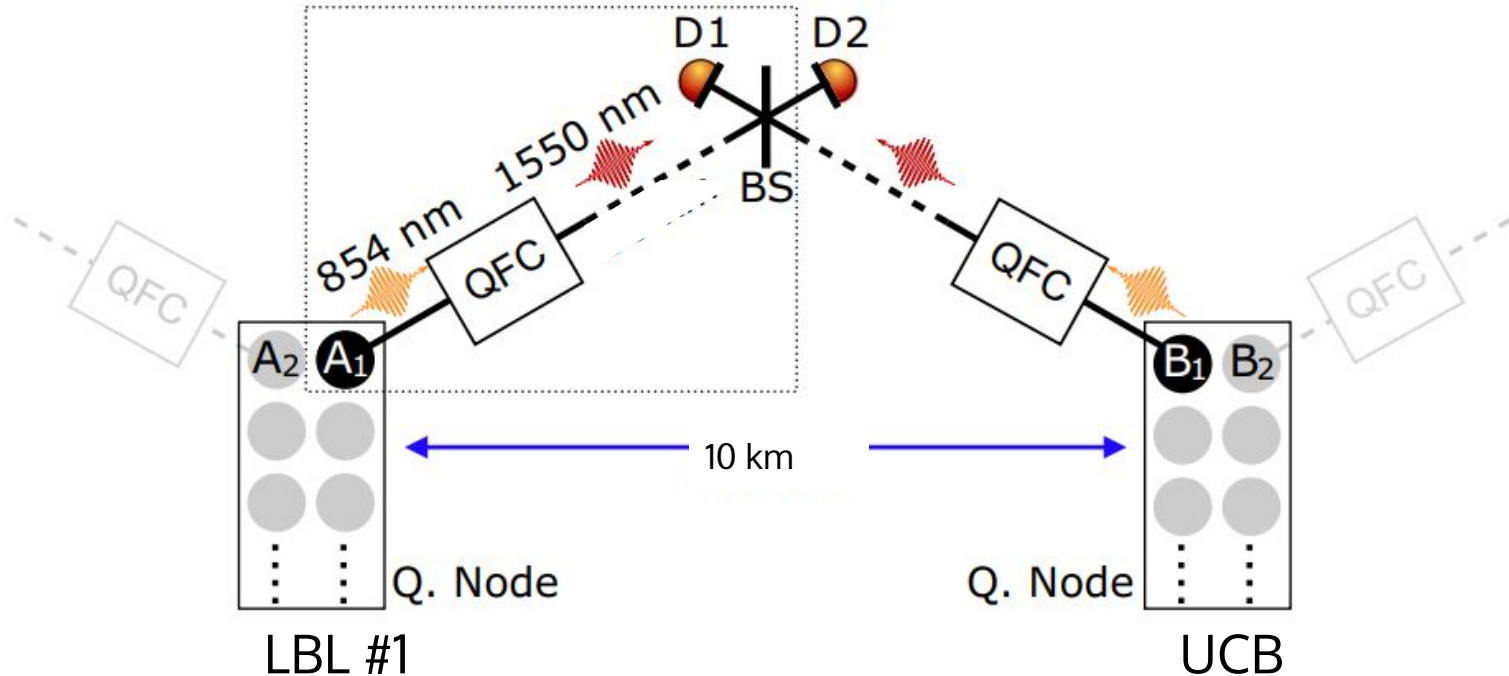 D1 D2
1550 nm
BS
854 nm
QFC QFC QFC QFC
A2 A1 B1 B2
10 km
Q. Node Q. Node
LBL #1 UCB